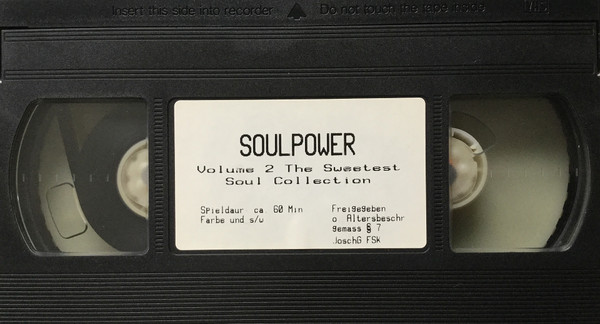 Insert this side into recorder Do not touch the tape inside VHS
SOULPOWER
Volume 2 The Sweetest
Soul Collection
Spieldaur ca 60 Min
Farbe und s/w
Freigegeben
o Altersbeschr
gemass § 7
JoschG FSK